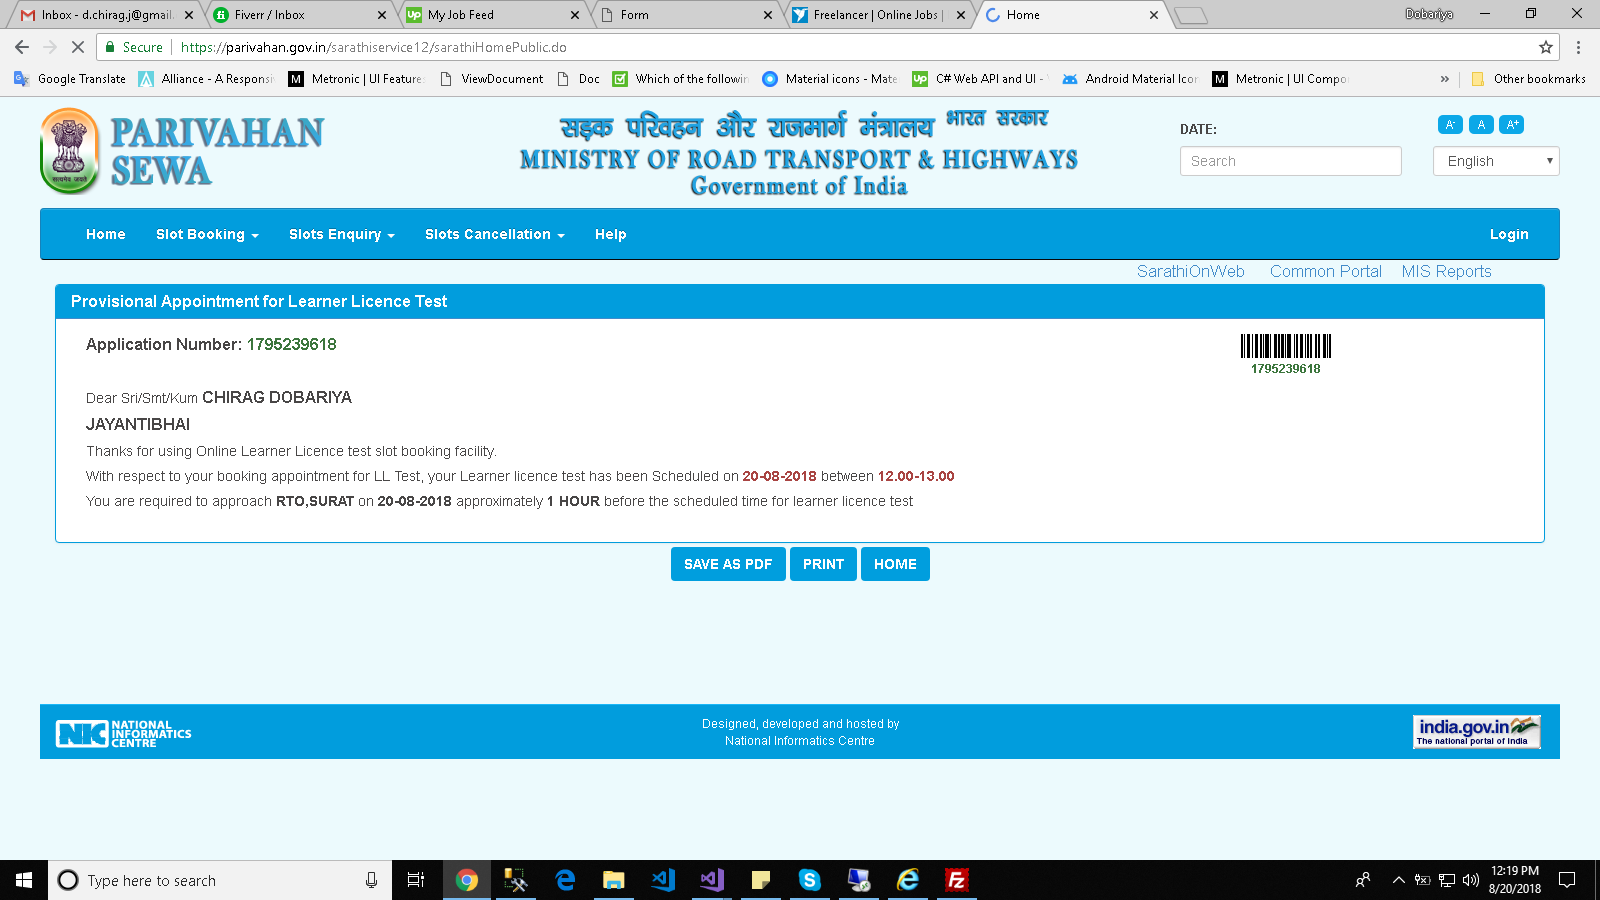 Inbox - d.chirag.j@gmail.
Fiverr / Inbox
My Job Feed
Form
Freelancer | Online Jobs |
Home
Dobariya
Secure
https://parivahan.gov.in/sarathiservice12/sarathiHomePublic.do
Google Translate
Alliance - A Responsi
Metronic | UI Feature
ViewDocument
Doc
Which of the followin
Material icons - Mate
C# Web API and UI -
Android Material Icon
Metronic | UI Compo
»
Other bookmarks
PARIVAHAN
SEWA
सत्यमेव जयते
सड़क परिवहन और राजमार्ग मंत्रालय भारत सरकार
MINISTRY OF ROAD TRANSPORT & HIGHWAYS
Government of India
DATE:
A- A A+
Search
English
Home
Slot Booking
Slots Enquiry
Slots Cancellation
Help
Login
SarathiOnWeb
Common Portal
MIS Reports
Provisional Appointment for Learner Licence Test
Application Number: 1795239618
1795239618
Dear Sri/Smt/Kum CHIRAG DOBARIYA
JAYANTIBHAI
Thanks for using Online Learner Licence test slot booking facility.
With respect to your booking appointment for LL Test, your Learner licence test has been Scheduled on 20-08-2018 between 12.00-13.00
You are required to approach RTO,SURAT on 20-08-2018 approximately 1 HOUR before the scheduled time for learner licence test
SAVE AS PDF
PRINT
HOME
NIC NATIONAL
INFORMATICS
CENTRE
Designed, developed and hosted by
National Informatics Centre
india.gov.in
The national portal of India
Type here to search
12:19 PM
8/20/2018